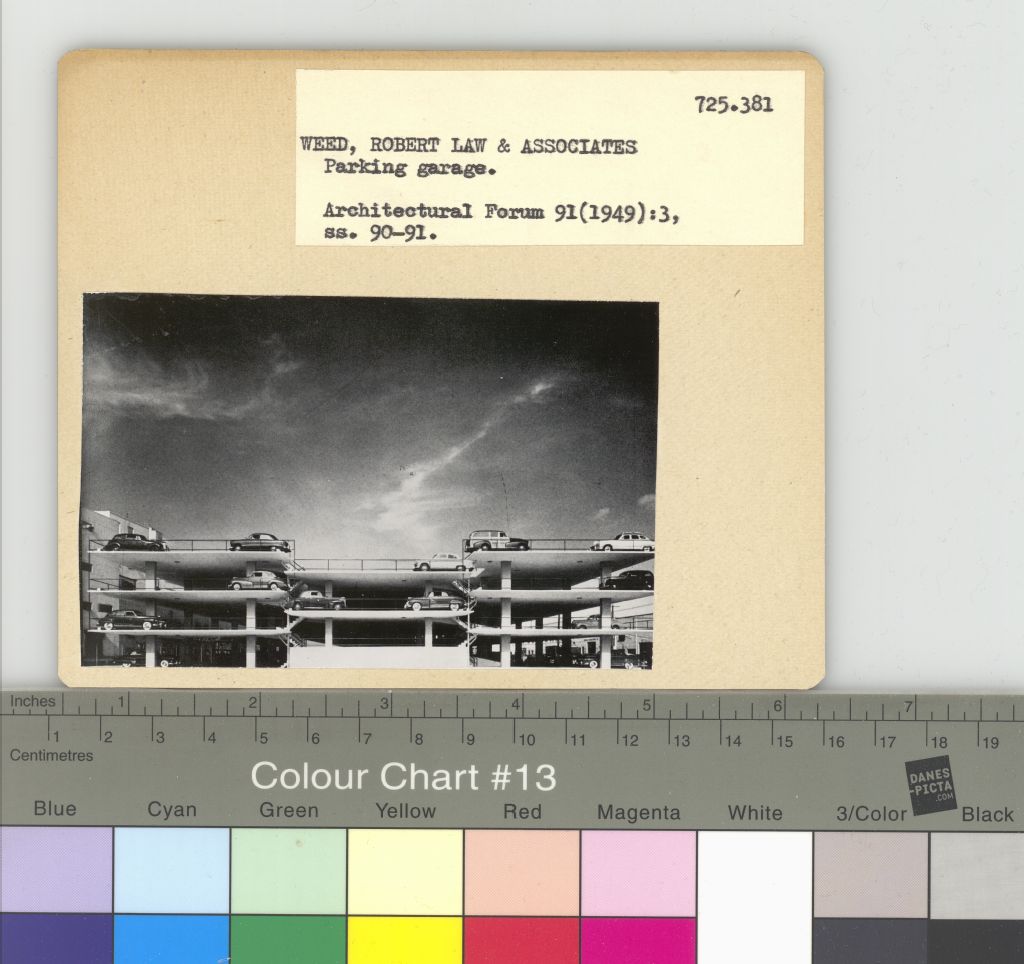 725.381
WEED, ROBERT LAW & ASSOCIATES
Parking garage.
Architectural Forum 91(1949):3,
ss. 90-91.
Inches 1 2 3 4 5 6 7
1 2 3 4 5 6 7 8 9 10 11 12 13 14 15 16 17 18 19
Centimetres
Colour Chart #13
DANES
-PICTA
.COM
Blue Cyan Green Yellow Red Magenta White 3/Color Black